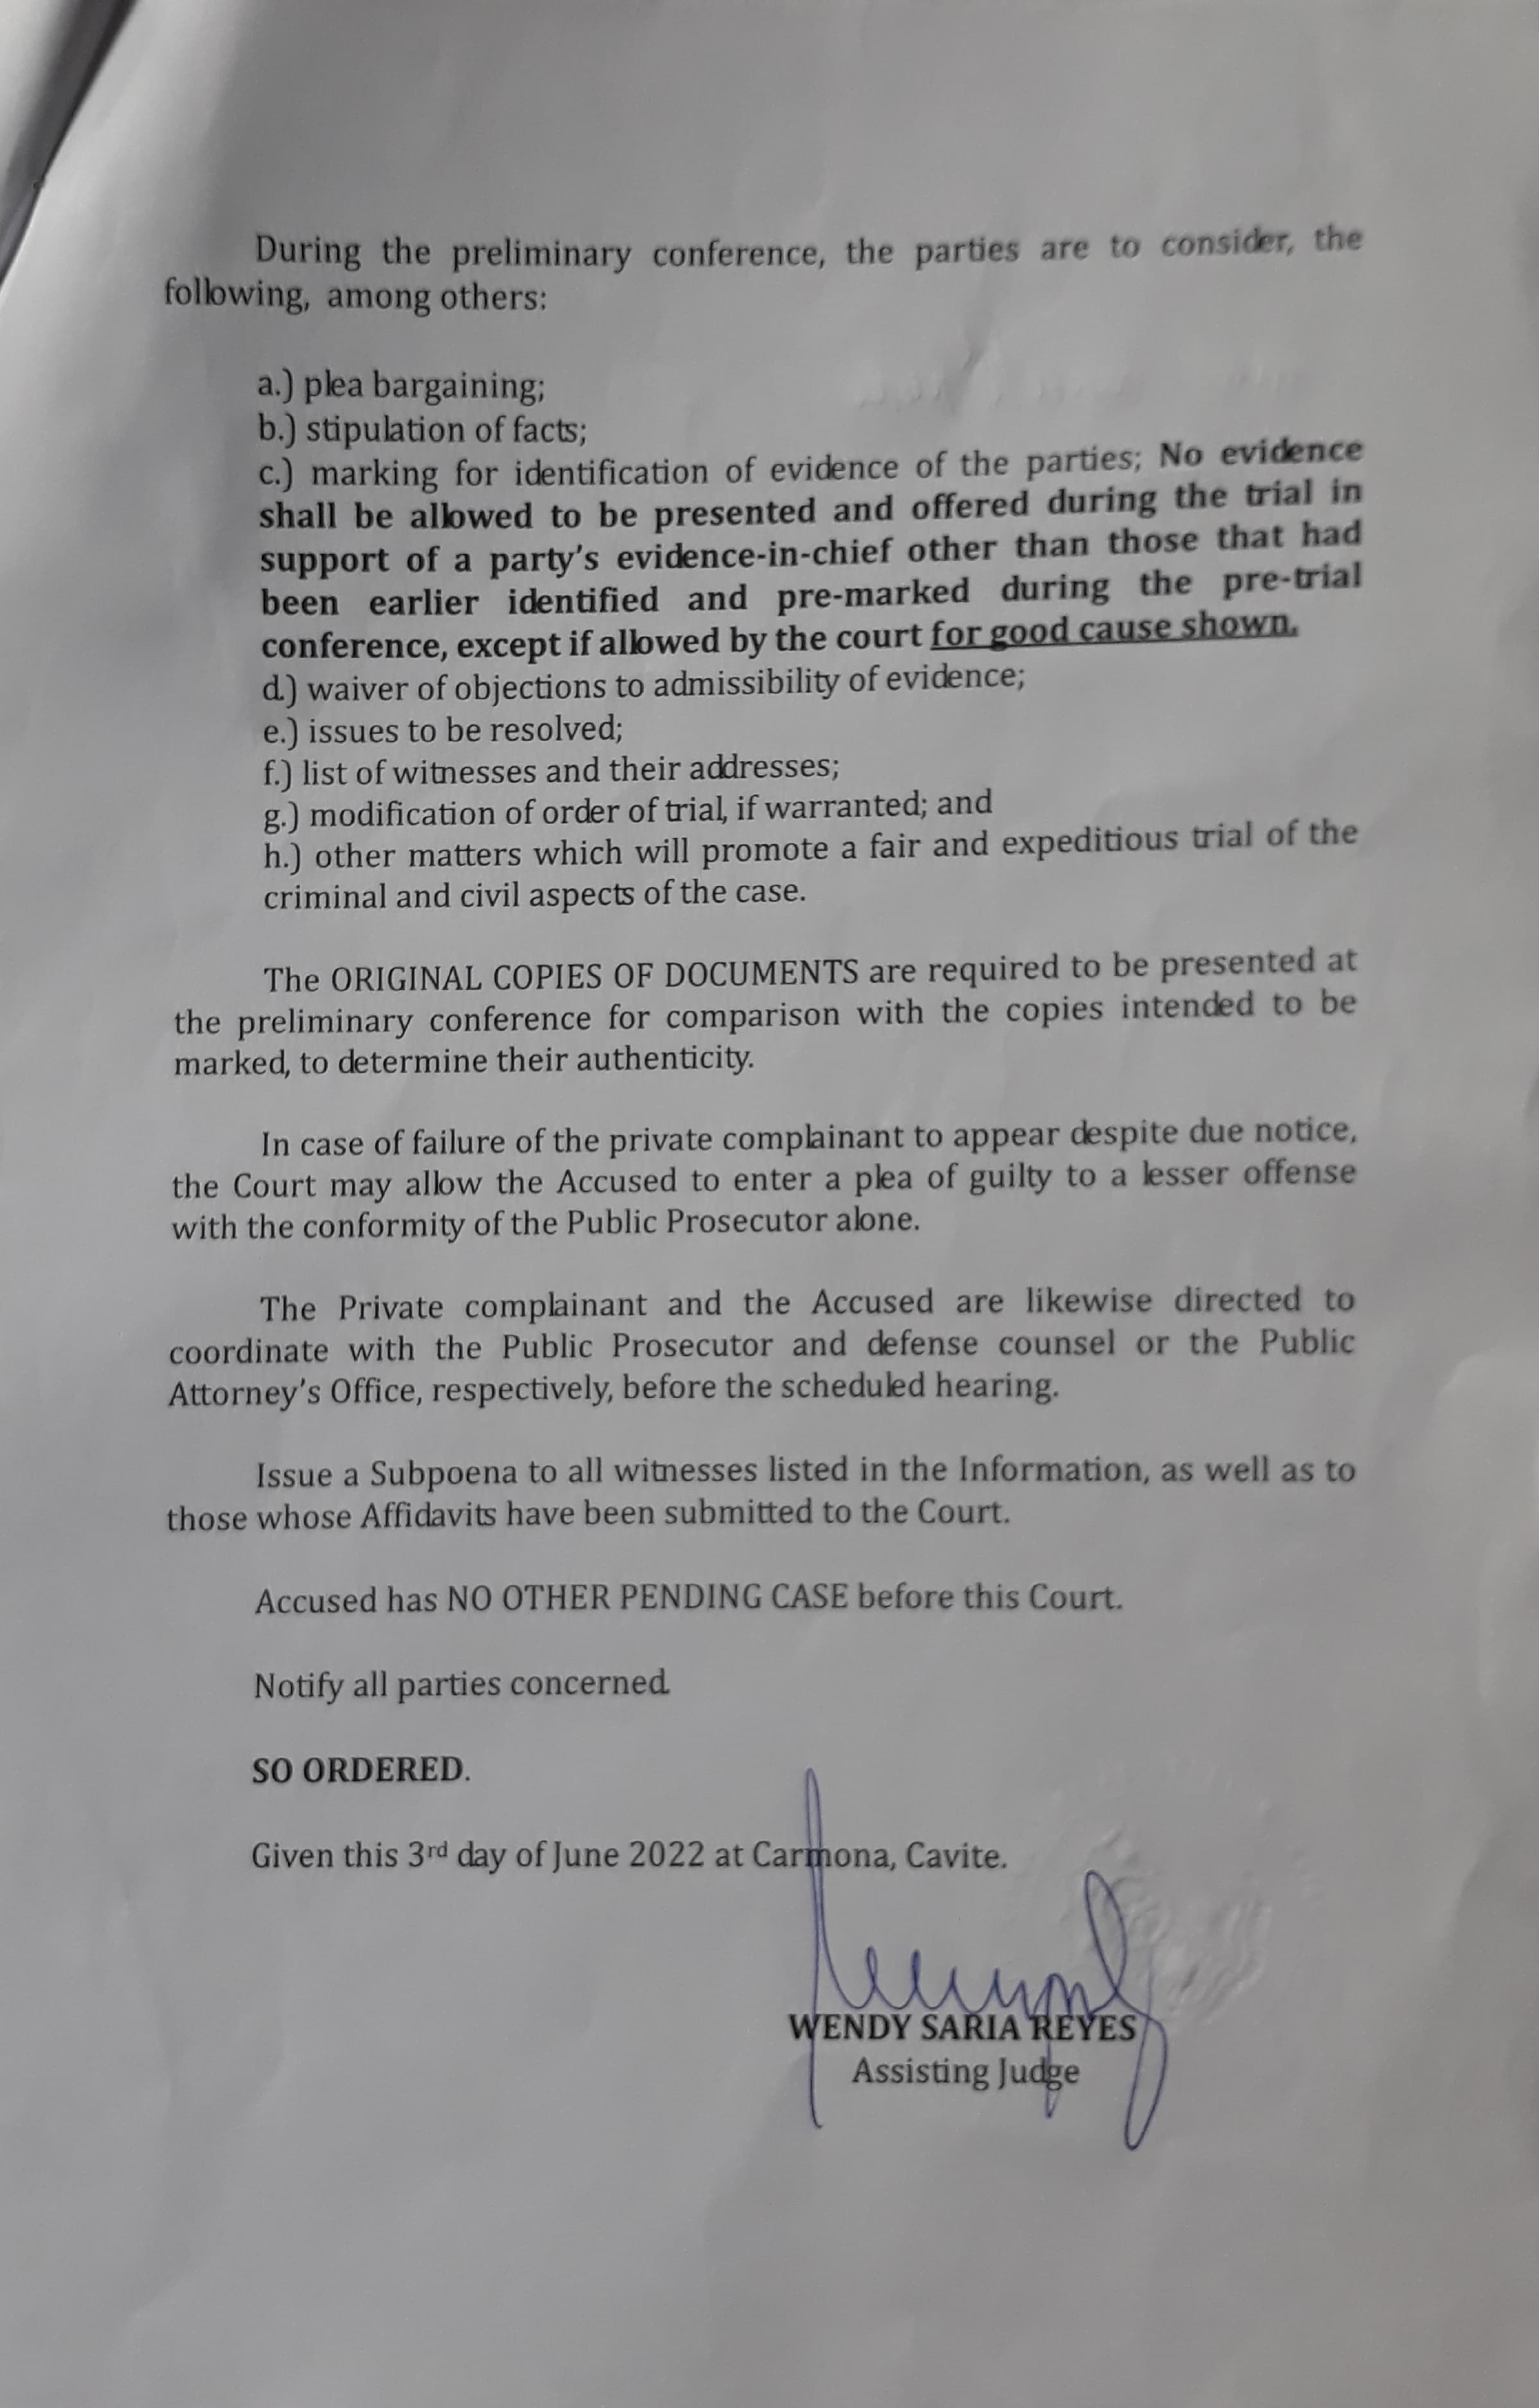 During the preliminary conference, the parties are to consider, the
following, among others:
a.) plea bargaining;
b.) stipulation of facts;
c.) marking for identification of evidence of the parties; No evidence
shall be allowed to be presented and offered during the trial in
support of a party's evidence-in-chief other than those that had
been earlier identified and pre-marked during the pre-trial
conference, except if allowed by the court for good cause shown.
d.) waiver of objections to admissibility of evidence;
e.) issues to be resolved;
f.) list of witnesses and their addresses;
g.) modification of order of trial, if warranted; and
h.) other matters which will promote a fair and expeditious trial of the
criminal and civil aspects of the case.
The ORIGINAL COPIES OF DOCUMENTS are required to be presented at
the preliminary conference for comparison with the copies intended to be
marked, to determine their authenticity.
In case of failure of the private complainant to appear despite due notice,
the Court may allow the Accused to enter a plea of guilty to a lesser offense
with the conformity of the Public Prosecutor alone.
The Private complainant and the Accused are likewise directed to
coordinate with the Public Prosecutor and defense counsel or the Public
Attorney's Office, respectively, before the scheduled hearing.
Issue a Subpoena to all witnesses listed in the Information, as well as to
those whose Affidavits have been submitted to the Court.
Accused has NO OTHER PENDING CASE before this Court.
Notify all parties concerned.
SO ORDERED.
Given this 3rd day of June 2022 at Carmona, Cavite.
WENDY SARIA REYES
Assisting Judge